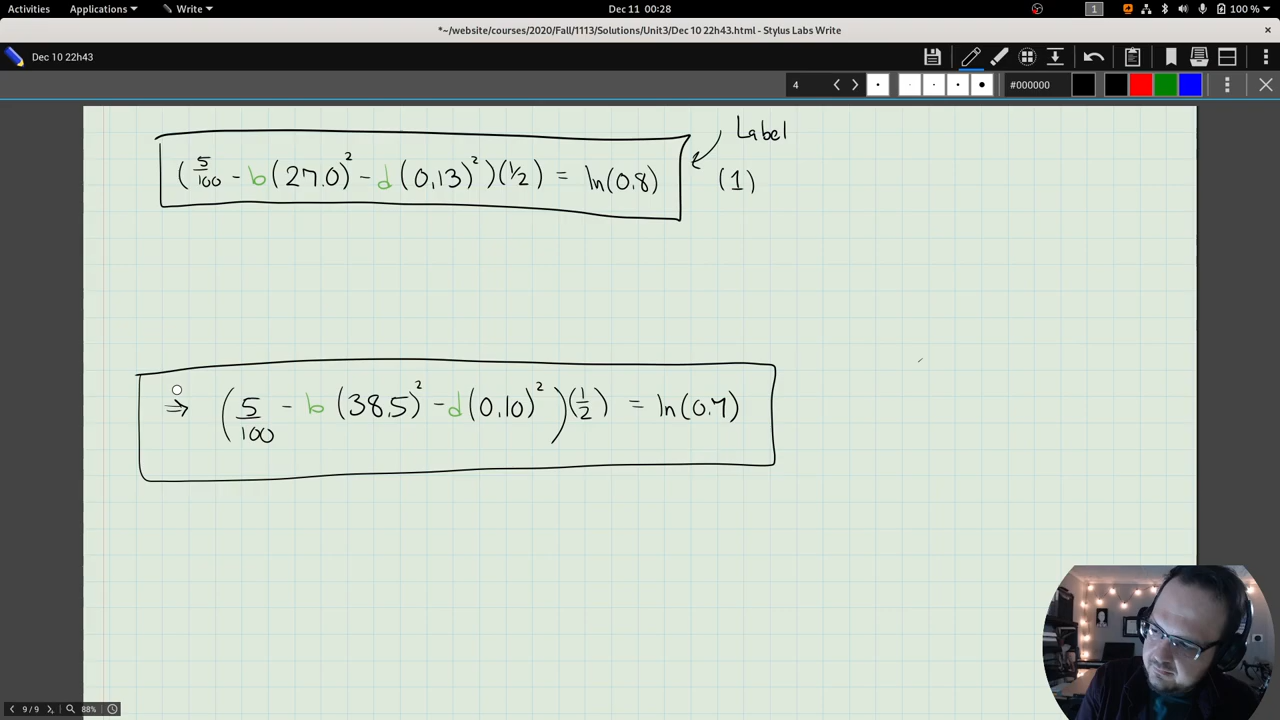 Activities Applications Write Dec 11 00:28 1 100 %
*~/website/courses/2020/Fall/1113/Solutions/Unit3/Dec 10 22h43.html - Stylus Labs Write
Dec 10 22h43
4 #000000
Label
(5/100 - b(27.0)² - d(0.13)²)(1/2) = ln(0.8) (1)
⇒ (5/100 - b(38.5)² - d(0.10)²)(1/2) = ln(0.7)
9/9 88%